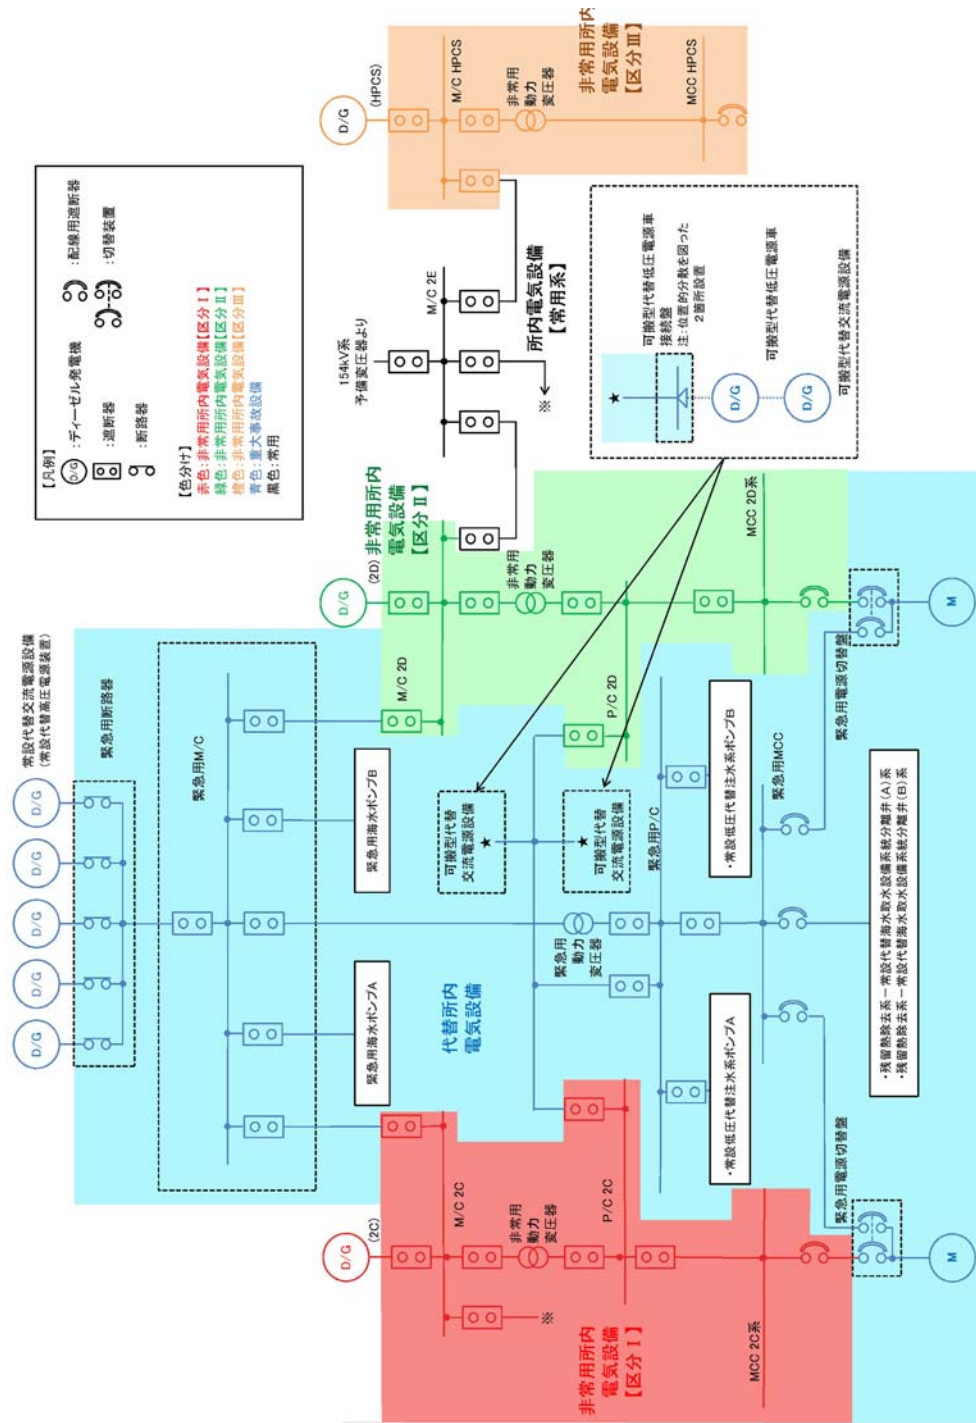 【凡例】
D/G
:ディーゼル発電機
:遮断器
:断路器
:配線用遮断器
:切替装置
【色分け】
赤色:非常用所内電気設備【区分Ⅰ】
緑色:非常用所内電気設備【区分Ⅱ】
橙色:非常用所内電気設備【区分Ⅲ】
青色:重大事故設備
黒色:常用
常設代替交流電源設備
(常設代替高圧電源装置)
D/G
D/G
D/G
D/G
D/G
緊急用断路器
緊急用M/C
緊急用海水ポンプA
緊急用海水ポンプB
代替所内
電気設備
可搬型代替
交流電源設備
★
可搬型代替
交流電源設備
★
緊急用
動力
変圧器
緊急用P/C
・常設低圧代替注水系ポンプA
・常設低圧代替注水系ポンプB
緊急用MCC
・残留熱除去系-常設代替海水取水設備系統分離弁(A)系
・残留熱除去系-常設代替海水取水設備系統分離弁(B)系
緊急用電源切替盤
緊急用電源切替盤
M
M
D/G
(2C)
M/C 2C
非常用
動力
変圧器
※
P/C 2C
MCC 2C系
非常用所内
電気設備
【区分Ⅰ】
D/G
(2D)
非常用所内
電気設備
【区分Ⅱ】
M/C 2D
非常用
動力
変圧器
P/C 2D
MCC 2D系
154kV系
予備変圧器より
M/C 2E
※
所内電気設備
【常用系】
D/G
(HPCS)
M/C HPCS
非常用
動力
変圧器
MCC HPCS
非常用所内
電気設備
【区分Ⅲ】
★
可搬型代替低圧電源車
接続盤
注:位置的分散を図った
2箇所設置
D/G
D/G
可搬型代替低圧電源車
可搬型代替交流電源設備